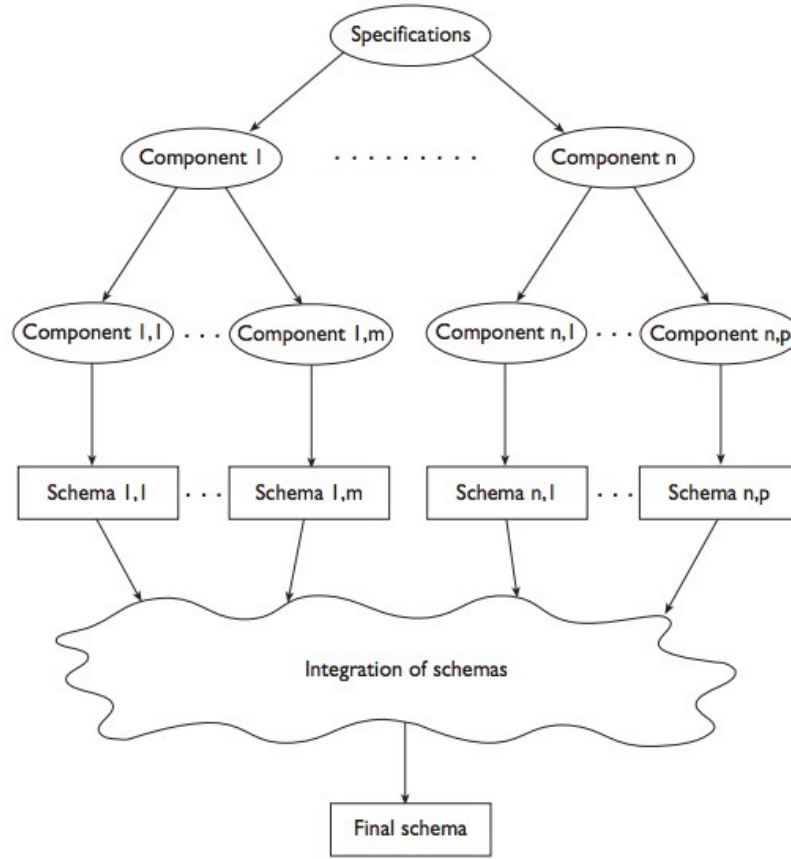 Specifications
Component 1 . . . . . . . . . Component n
Component 1,1 . . . Component 1,m Component n,1 . . . Component n,p
Schema 1,1 . . . Schema 1,m Schema n,1 . . . Schema n,p
Integration of schemas
Final schema